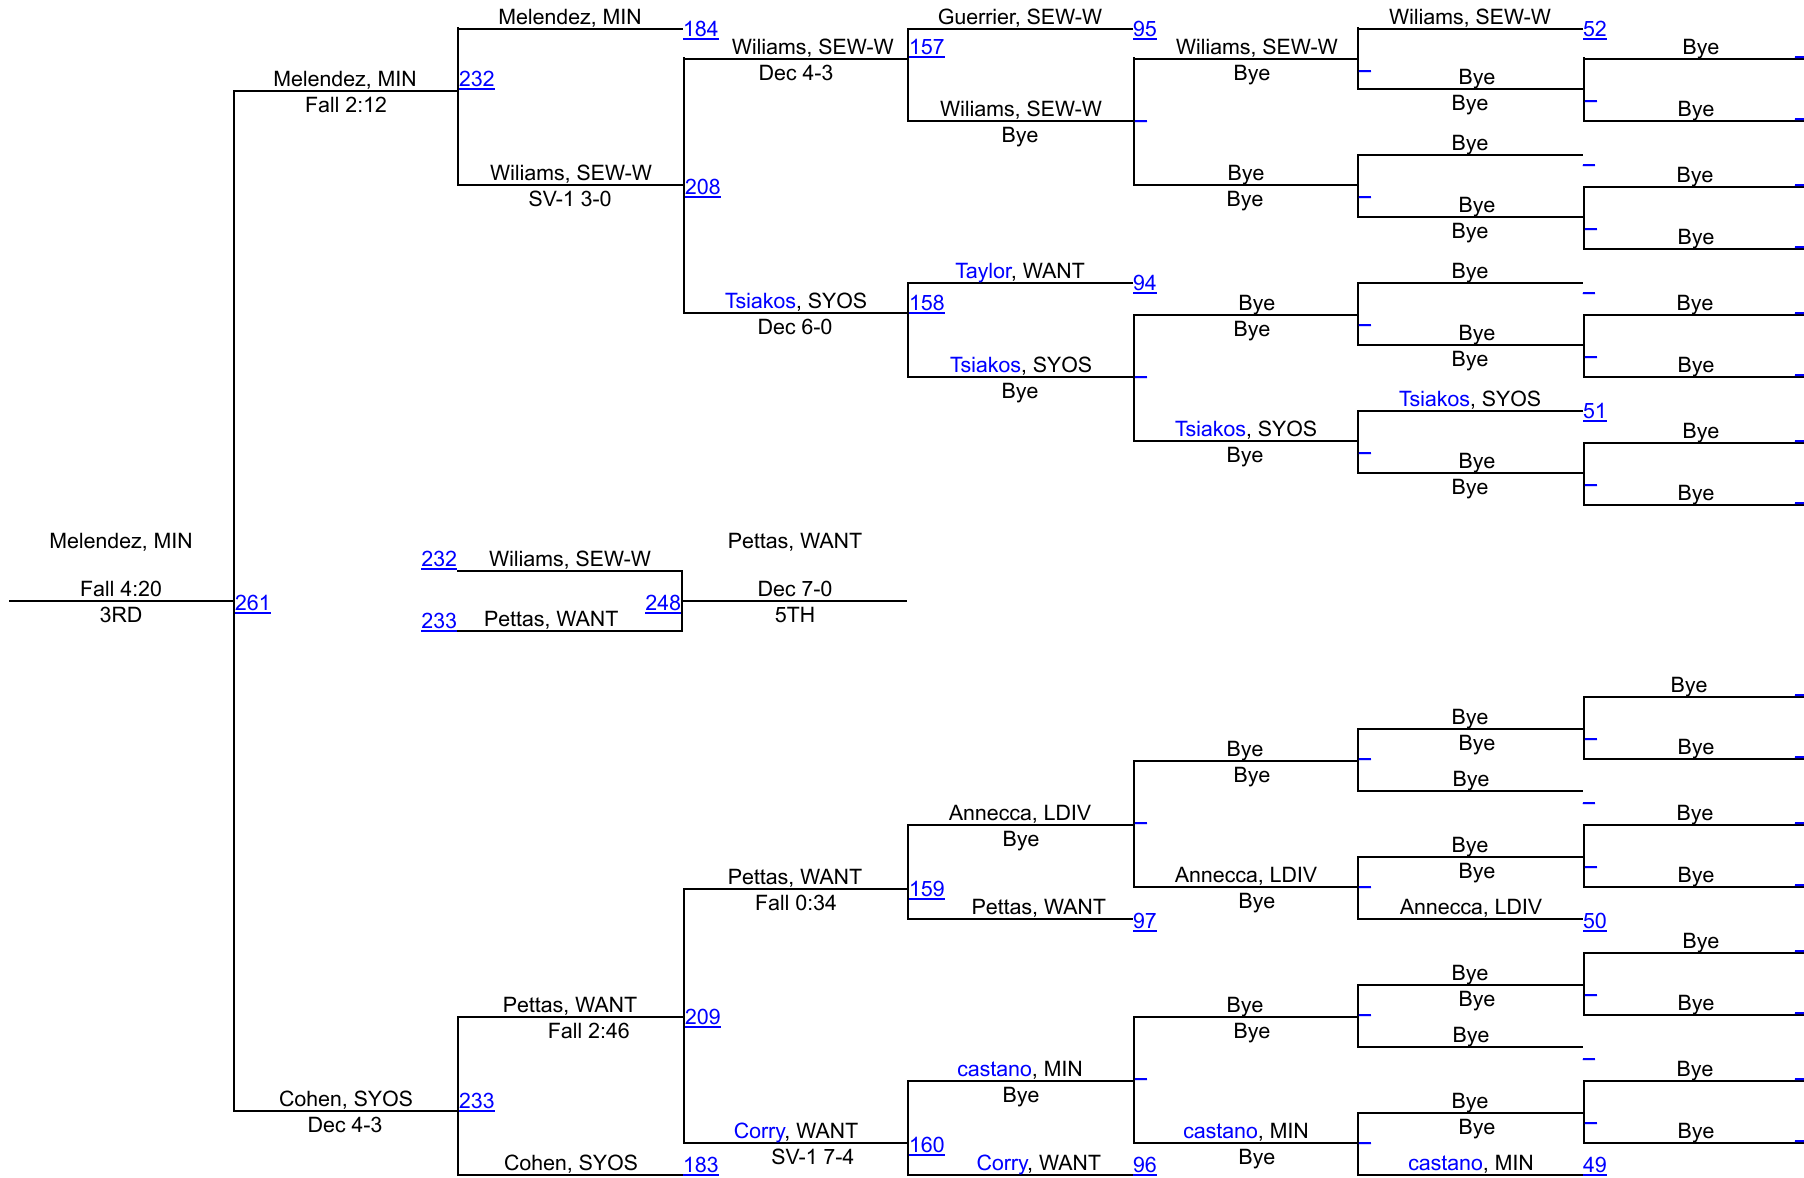 Melendez, MIN
184
Guerrier, SEW-W
95
Wiliams, SEW-W
52
Wiliams, SEW-W
157
Wiliams, SEW-W
Bye
Dec 4-3
Bye
Melendez, MIN
232
Bye
Fall 2:12
Bye
Wiliams, SEW-W
Bye
Bye
Bye
Wiliams, SEW-W
208
Bye
Bye
SV-1 3-0
Bye
Bye
Bye
Bye
Taylor, WANT
94
Bye
Tsiakos, SYOS
158
Bye
Bye
Dec 6-0
Bye
Bye
Bye
Tsiakos, SYOS
Bye
Bye
Tsiakos, SYOS
51
Tsiakos, SYOS
Bye
Bye
Bye
Bye
Bye
Melendez, MIN
Pettas, WANT
232
Wiliams, SEW-W
Fall 4:20
Dec 7-0
261
248
3RD
5TH
233
Pettas, WANT
Bye
Bye
Bye
Bye
Bye
Bye
Bye
Annecca, LDIV
Bye
Bye
Bye
Bye
Pettas, WANT
159
Annecca, LDIV
Bye
Fall 0:34
Bye
Pettas, WANT
97
Annecca, LDIV
50
Bye
Bye
Pettas, WANT
209
Bye
Bye
Bye
Fall 2:46
Bye
Bye
castano, MIN
Bye
Cohen, SYOS
233
Bye
Bye
Dec 4-3
Bye
Corry, WANT
160
castano, MIN
Bye
SV-1 7-4
Bye
Cohen, SYOS
183
Corry, WANT
96
castano, MIN
49